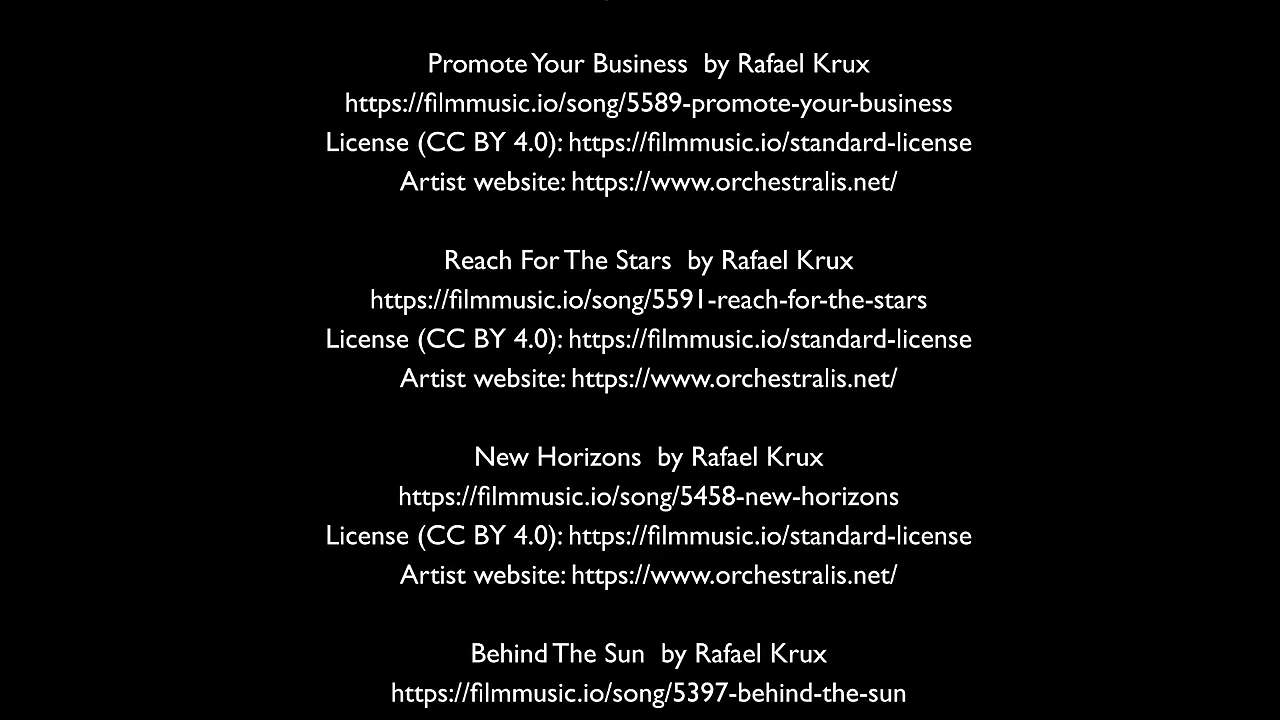 Promote Your Business by Rafael Krux
https://filmmusic.io/song/5589-promote-your-business
License (CC BY 4.0): https://filmmusic.io/standard-license
Artist website: https://www.orchestralis.net/
Reach For The Stars by Rafael Krux
https://filmmusic.io/song/5591-reach-for-the-stars
License (CC BY 4.0): https://filmmusic.io/standard-license
Artist website: https://www.orchestralis.net/
New Horizons by Rafael Krux
https://filmmusic.io/song/5458-new-horizons
License (CC BY 4.0): https://filmmusic.io/standard-license
Artist website: https://www.orchestralis.net/
Behind The Sun by Rafael Krux
https://filmmusic.io/song/5397-behind-the-sun